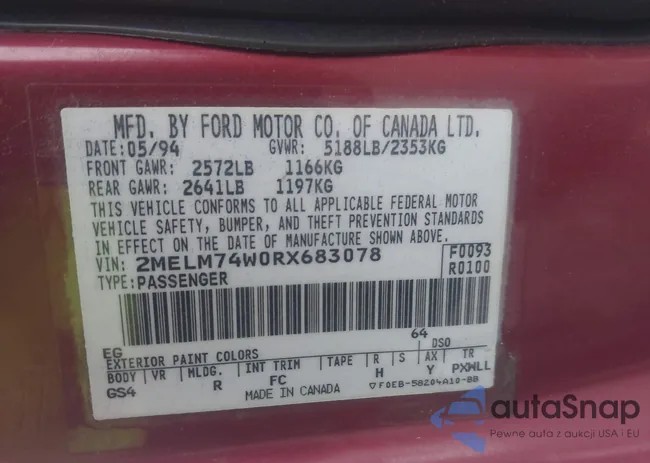 MFD. BY FORD MOTOR CO. OF CANADA LTD.
DATE: 05/94 GVWR: 5188LB/2353KG
FRONT GAWR: 2572LB 1166KG
REAR GAWR: 2641LB 1197KG
THIS VEHICLE CONFORMS TO ALL APPLICABLE FEDERAL MOTOR
VEHICLE SAFETY, BUMPER, AND THEFT PREVENTION STANDARDS
IN EFFECT ON THE DATE OF MANUFACTURE SHOWN ABOVE.
VIN: 2MELM74W0RX683078 F0093
TYPE: PASSENGER R0100
64
EG DSO
EXTERIOR PAINT COLORS
BODY VR MLDG. INT TRIM TAPE R S AX TR
GS4 R FC H Y PXWLL
MADE IN CANADA ▽F0EB-58204A10-BB
autaSnap
Pewne auto z aukcji USA i EU